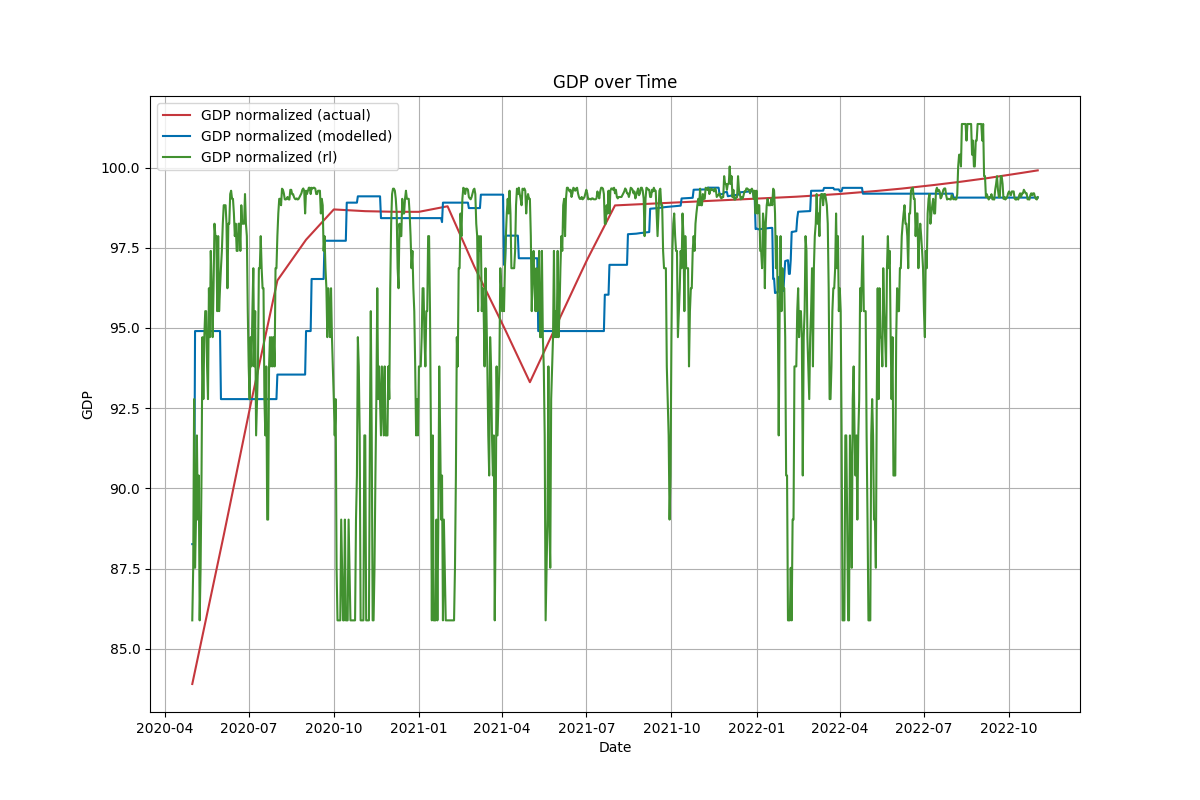 GDP over Time
GDP normalized (actual)
GDP normalized (modelled)
GDP normalized (rl)
100.0
97.5
95.0
92.5
90.0
87.5
85.0
GDP
2020-04 2020-07 2020-10 2021-01 2021-04 2021-07 2021-10 2022-01 2022-04 2022-07 2022-10
Date